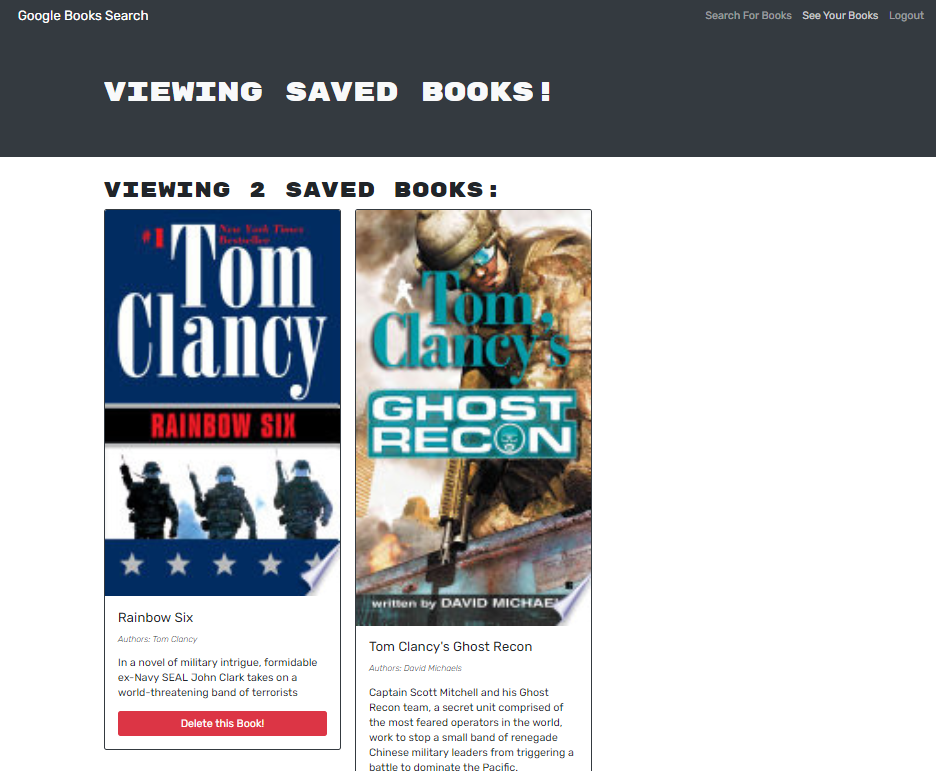 Google Books Search
Search For Books
See Your Books
Logout
VIEWING SAVED BOOKS!
VIEWING 2 SAVED BOOKS:
#1
New York Times
Bestseller
Tom
Clancy
RAINBOW SIX
Rainbow Six
Authors: Tom Clancy
In a novel of military intrigue, formidable
ex-Navy SEAL John Clark takes on a
world-threatening band of terrorists
Delete this Book!
Tom
Clancy's
GHOST
RECON
written by DAVID MICHAE
Tom Clancy's Ghost Recon
Authors: David Michaels
Captain Scott Mitchell and his Ghost
Recon team, a secret unit comprised of
the most feared operators in the world,
work to stop a small band of renegade
Chinese military leaders from triggering a
battle to dominate the Pacific.